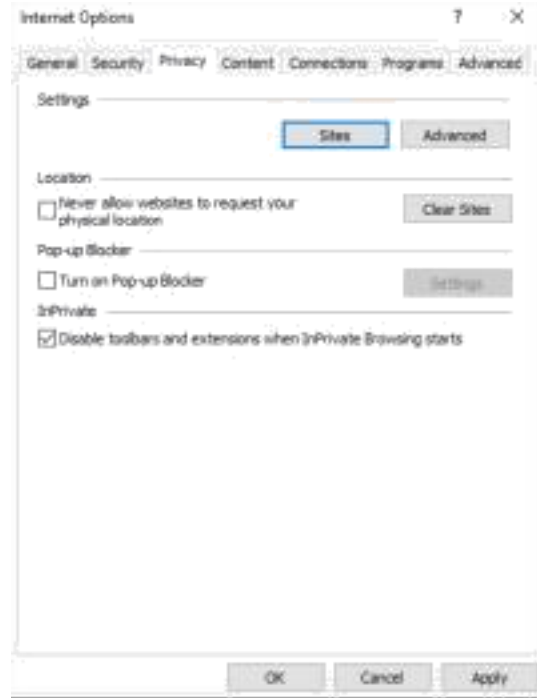 Internet Options ? X
General Security Privacy Content Connections Programs Advanced
Settings
Sites Advanced
Location
Never allow websites to request your
physical location
Clear Sites
Pop-up Blocker
Turn on Pop-up Blocker Settings
InPrivate
Disable toolbars and extensions when InPrivate Browsing starts
OK Cancel Apply